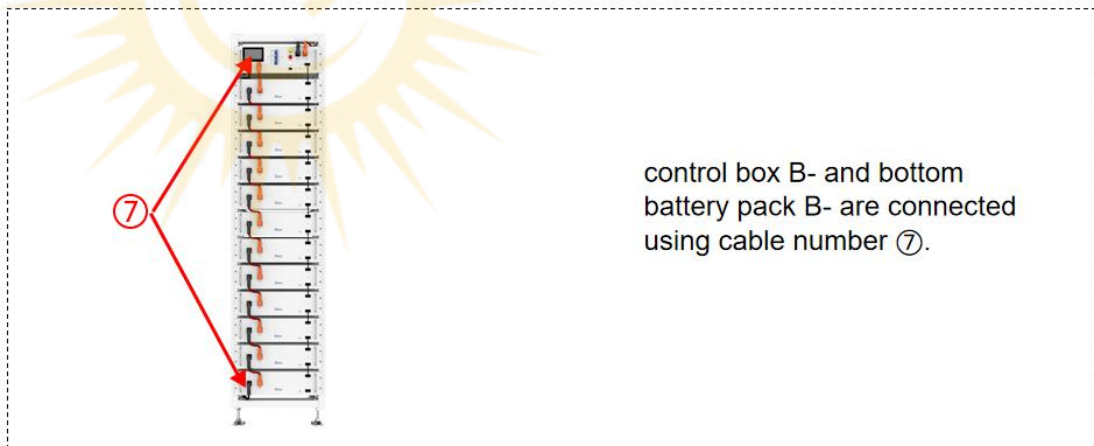 ⑦
control box B- and bottom
battery pack B- are connected
using cable number ⑦.